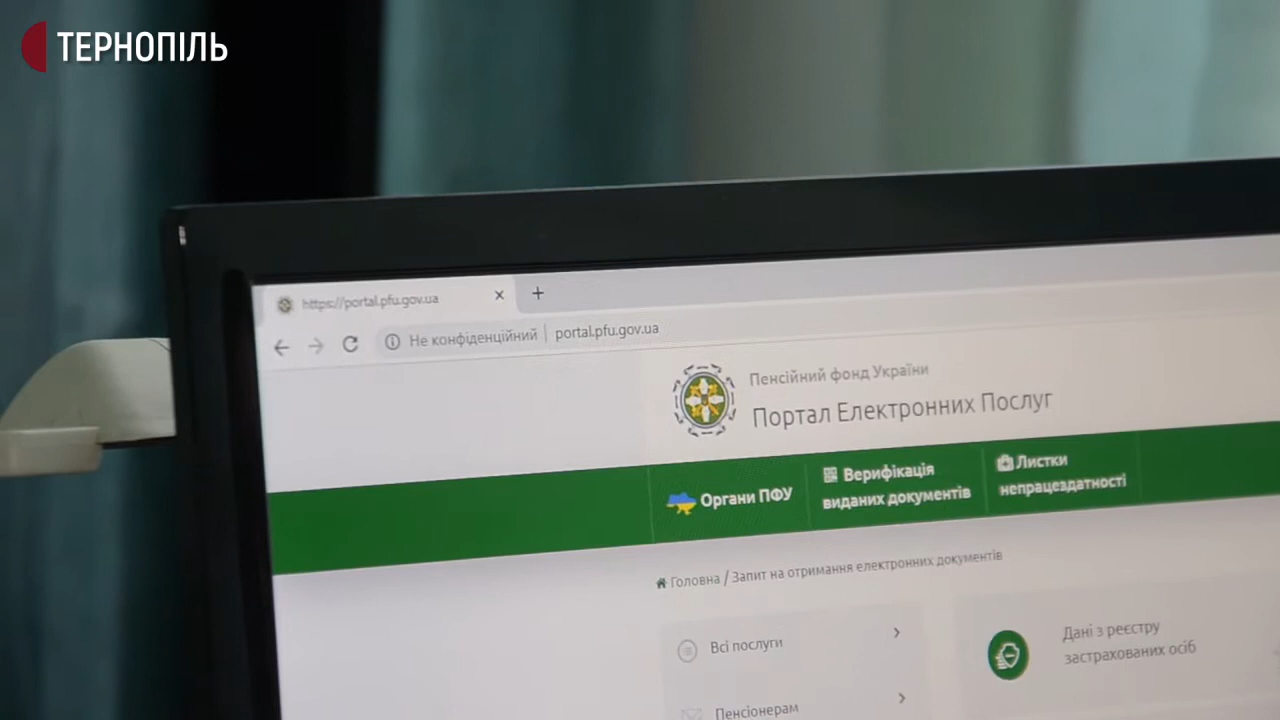 ТЕРНОПІЛЬ
https://portal.pfu.gov.ua
Не конфіденційний | portal.pfu.gov.ua
Пенсійний фонд України
Портал Електронних Послуг
Органи ПФУ
Верифікація
виданих документів
Листки
непрацездатності
Головна / Запит на отримання електронних документів
Всі послуги
Дані з реєстру
застрахованих осіб
Пенсіонерам